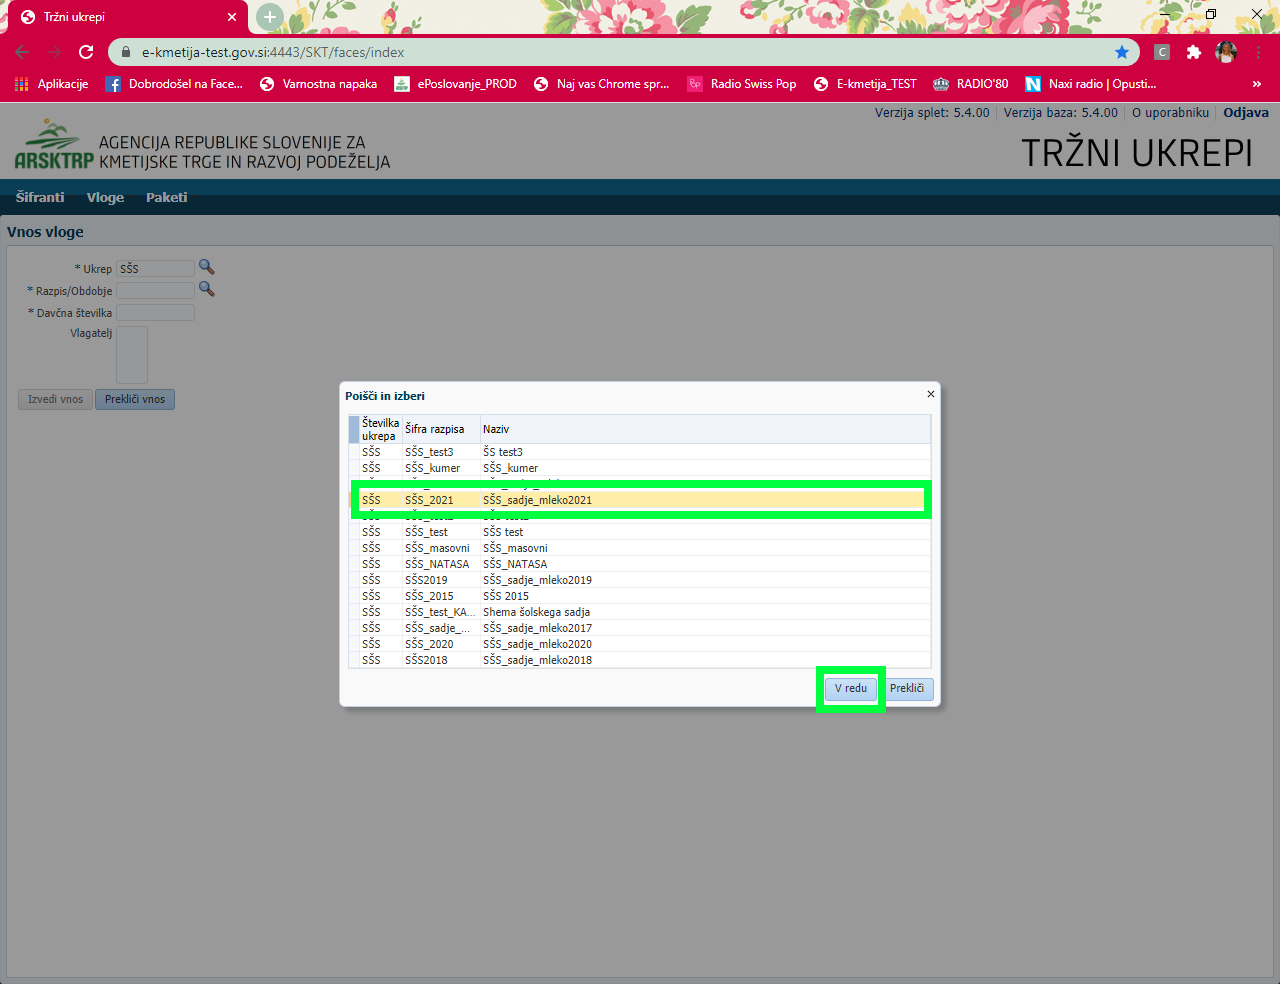 Tržni ukrepi
e-kmetija-test.gov.si:4443/SKT/faces/index
C
Aplikacije
Dobrodošel na Face...
Varnostna napaka
ePoslovanje_PROD
Naj vas Chrome spr...
Radio Swiss Pop
E-kmetija_TEST
RADIO'80
Naxi radio | Opusti...
»
Verzija splet: 5.4.00
Verzija baza: 5.4.00
O uporabniku
Odjava
ARSKTRP
AGENCIJA REPUBLIKE SLOVENIJE ZA
KMETIJSKE TRGE IN RAZVOJ PODEŽELJA
TRŽNI UKREPI
Šifranti Vloge Paketi
Vnos vloge
* Ukrep SŠS
* Razpis/Obdobje
* Davčna številka
Vlagatelj
Izvedi vnos Prekliči vnos
Poišči in izberi
Številka ukrepa Šifra razpisa Naziv
SŠS SŠS_test3 ŠS test3
SŠS SŠS_kumer SŠS_kumer
SŠS SŠS_2021 SŠS_sadje_mleko2021
SŠS SŠS_test SŠS test
SŠS SŠS_masovni SŠS_masovni
SŠS SŠS_NATASA SŠS_NATASA
SŠS SŠS2019 SŠS_sadje_mleko2019
SŠS SŠS_2015 SŠS 2015
SŠS SŠS_test_KA... Shema šolskega sadja
SŠS SŠS_sadje_... SŠS_sadje_mleko2017
SŠS SŠS_2020 SŠS_sadje_mleko2020
SŠS SŠS2018 SŠS_sadje_mleko2018
V redu Prekliči